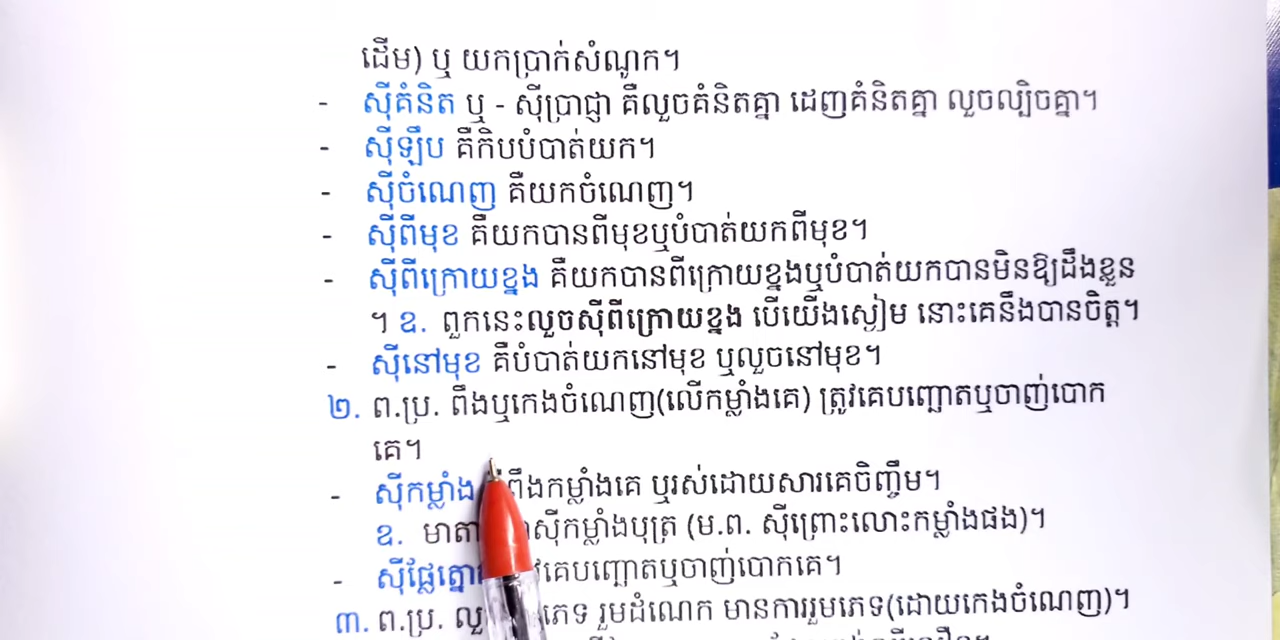 ដើម) ឬ យកប្រាក់សំណូក។
- ស៊ីគំនិត ឬ - ស៊ីប្រាជ្ញា គឺលួចគំនិតគ្នា ដេញគំនិតគ្នា លួចល្បិចគ្នា។
- ស៊ីឡឹប គឺកិបបំបាត់យក។
- ស៊ីចំណេញ គឺយកចំណេញ។
- ស៊ីពីមុខ គឺយកបានពីមុខឬបំបាត់យកពីមុខ។
- ស៊ីពីក្រោយខ្នង គឺយកបានពីក្រោយខ្នងឬបំបាត់យកបានមិនឱ្យដឹងខ្លួន
។ ឧ. ពួកនេះលួចស៊ីពីក្រោយខ្នង បើយើងស្ងៀម នោះគេនឹងបានចិត្ត។
- ស៊ីនៅមុខ គឺបំបាត់យកនៅមុខ ឬលួចនៅមុខ។
២. ព.ប្រ. ពឹងឬកេងចំណេញ(លើកម្លាំងគេ) ត្រូវគេបញ្ឆោតឬចាញ់បោក
គេ។
- ស៊ីកម្លាំង ពឹងកម្លាំងគេ ឬរស់ដោយសារគេចិញ្ចឹម។
ឧ. មាតា ស៊ីកម្លាំងបុត្រ (ម.ព. ស៊ីព្រោះលោះកម្លាំងផង)។
- ស៊ីផ្លែត្នោត គេបញ្ឆោតឬចាញ់បោកគេ។
៣. ព.ប្រ. ភេទ រួមដំណេក មានការរួមភេទ(ដោយកេងចំណេញ)។